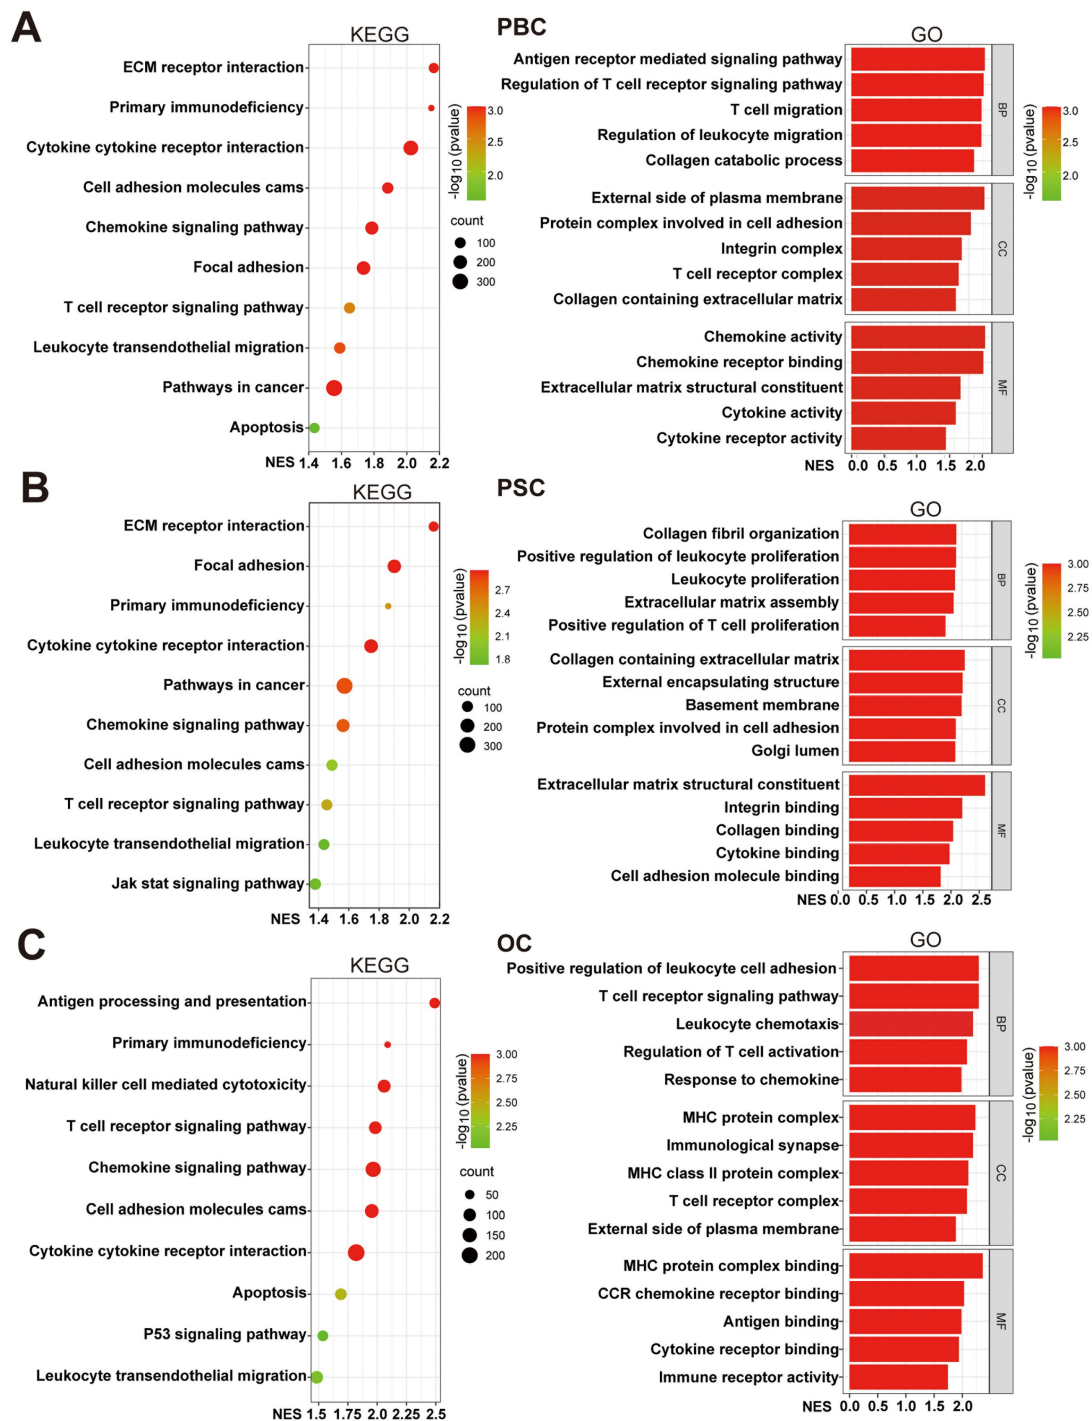 A
PBC
KEGG
ECM receptor interaction
Primary immunodeficiency
Cytokine cytokine receptor interaction
Cell adhesion molecules cams
Chemokine signaling pathway
Focal adhesion
T cell receptor signaling pathway
Leukocyte transendothelial migration
Pathways in cancer
Apoptosis
NES 1.4 1.6 1.8 2.0 2.2
-log10 (pvalue)
3.0
2.5
2.0
count
100
200
300
GO
Antigen receptor mediated signaling pathway
Regulation of T cell receptor signaling pathway
T cell migration
Regulation of leukocyte migration
Collagen catabolic process
BP
External side of plasma membrane
Protein complex involved in cell adhesion
Integrin complex
T cell receptor complex
Collagen containing extracellular matrix
CC
Chemokine activity
Chemokine receptor binding
Extracellular matrix structural constituent
Cytokine activity
Cytokine receptor activity
MF
NES 0.0 0.5 1.0 1.5 2.0
-log10 (pvalue)
3.0
2.5
2.0
B
PSC
KEGG
ECM receptor interaction
Focal adhesion
Primary immunodeficiency
Cytokine cytokine receptor interaction
Pathways in cancer
Chemokine signaling pathway
Cell adhesion molecules cams
T cell receptor signaling pathway
Leukocyte transendothelial migration
Jak stat signaling pathway
NES 1.4 1.6 1.8 2.0 2.2
-log10 (pvalue)
2.7
2.4
2.1
1.8
count
100
200
300
GO
Collagen fibril organization
Positive regulation of leukocyte proliferation
Leukocyte proliferation
Extracellular matrix assembly
Positive regulation of T cell proliferation
BP
Collagen containing extracellular matrix
External encapsulating structure
Basement membrane
Protein complex involved in cell adhesion
Golgi lumen
CC
Extracellular matrix structural constituent
Integrin binding
Collagen binding
Cytokine binding
Cell adhesion molecule binding
MF
NES 0.0 0.5 1.0 1.5 2.0 2.5
-log10 (pvalue)
3.00
2.75
2.50
2.25
C
OC
KEGG
Antigen processing and presentation
Primary immunodeficiency
Natural killer cell mediated cytotoxicity
T cell receptor signaling pathway
Chemokine signaling pathway
Cell adhesion molecules cams
Cytokine cytokine receptor interaction
Apoptosis
P53 signaling pathway
Leukocyte transendothelial migration
NES 1.5 1.75 2.0 2.25 2.5
-log10 (pvalue)
3.00
2.75
2.50
2.25
count
50
100
150
200
GO
Positive regulation of leukocyte cell adhesion
T cell receptor signaling pathway
Leukocyte chemotaxis
Regulation of T cell activation
Response to chemokine
BP
MHC protein complex
Immunological synapse
MHC class II protein complex
T cell receptor complex
External side of plasma membrane
CC
MHC protein complex binding
CCR chemokine receptor binding
Antigen binding
Cytokine receptor binding
Immune receptor activity
MF
NES 0.0 0.5 1.0 1.5 2.0
-log10 (pvalue)
3.00
2.75
2.50
2.25